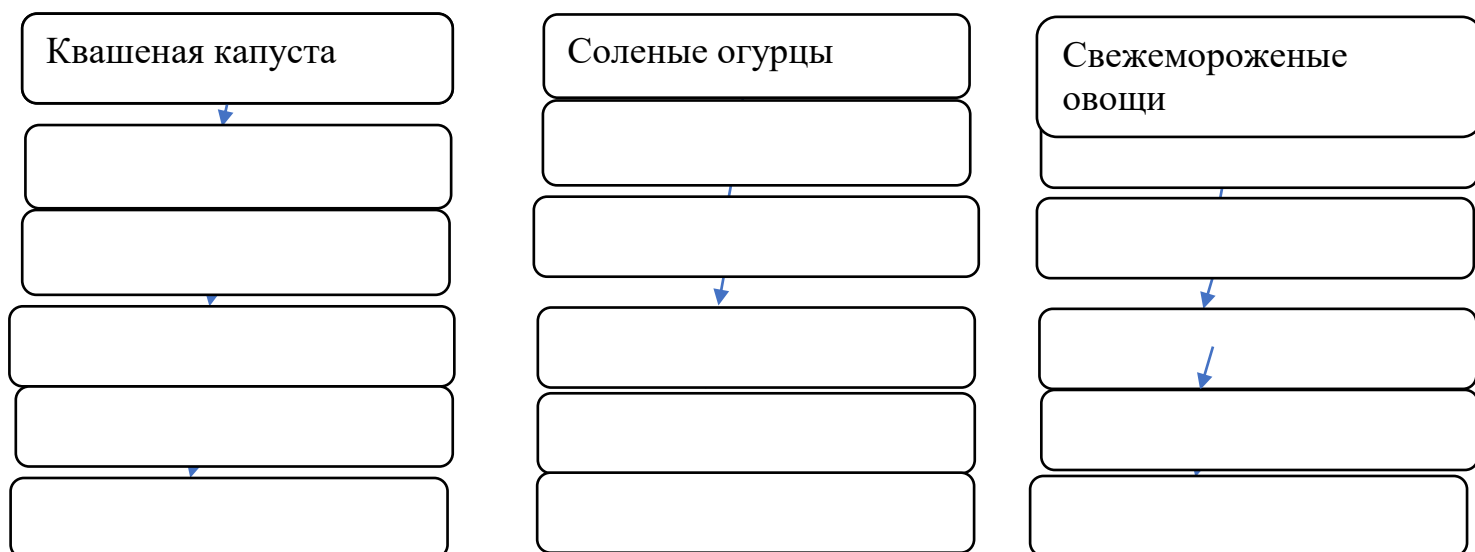 Квашеная капуста
Соленые огурцы
Свежемороженые
овощи